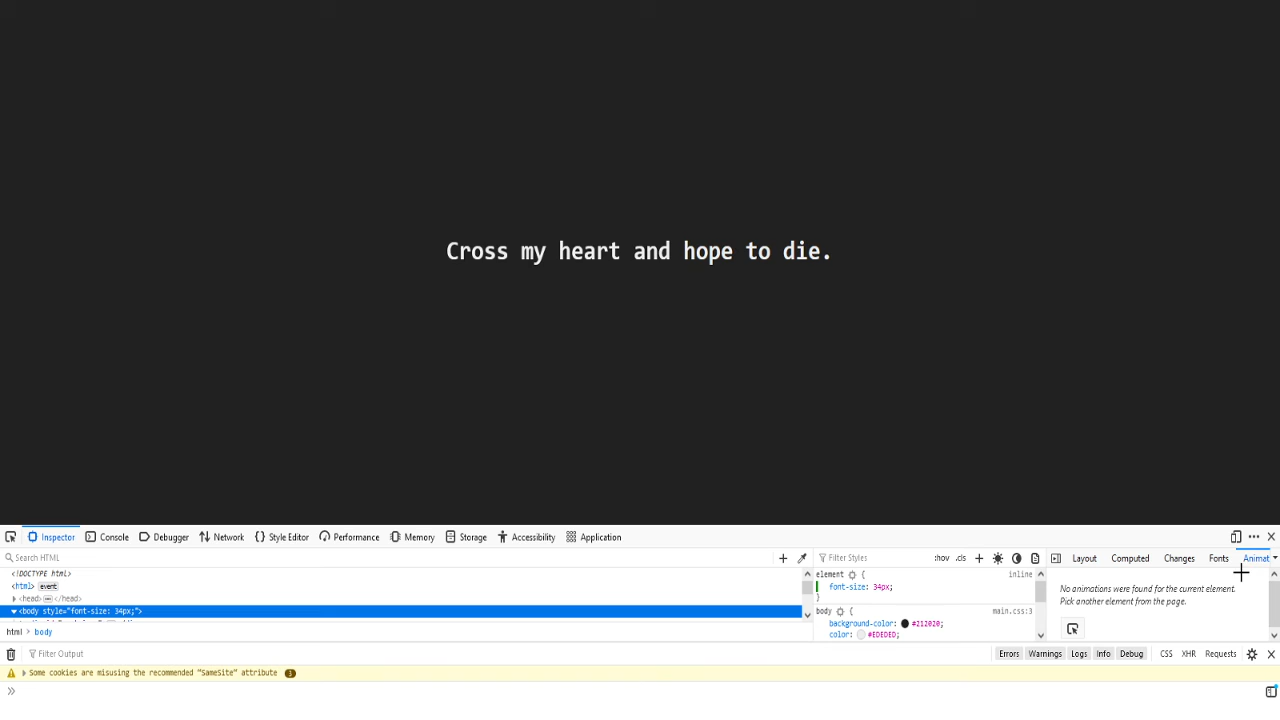 Cross my heart and hope to die.
Inspector Console Debugger Network Style Editor Performance Memory Storage Accessibility Application
Search HTML
Filter Styles :hov .cls
Layout Computed Changes Fonts Animat
<!DOCTYPE html>
<html> event
<head> </head>
<body style="font-size: 34px;">
html > body
element { inline
font-size: 34px;
}
body { main.css:3
background-color: #212020;
color: #EDEDED;
No animations were found for the current element.
Pick another element from the page.
Filter Output
Errors Warnings Logs Info Debug CSS XHR Requests
Some cookies are misusing the recommended "SameSite" attribute 3